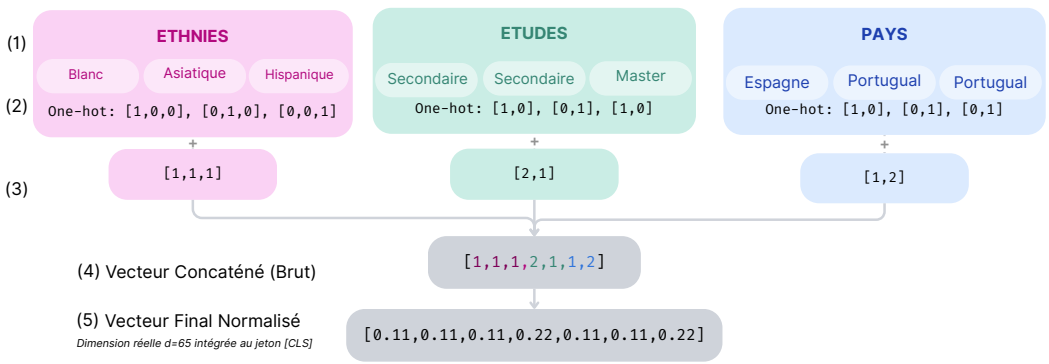 (1)
ETHNIES
ETUDES
PAYS
Blanc Asiatique Hispanique
Secondaire Secondaire Master
Espagne Portugual Portugual
(2)
One-hot: [1,0,0], [0,1,0], [0,0,1]
One-hot: [1,0], [0,1], [1,0]
One-hot: [1,0], [0,1], [0,1]
+ + +
(3)
[1,1,1]
[2,1]
[1,2]
(4) Vecteur Concaténé (Brut)
[1,1,1,2,1,1,2]
(5) Vecteur Final Normalisé
Dimension réelle d=65 intégrée au jeton [CLS]
[0.11,0.11,0.11,0.22,0.11,0.11,0.22]